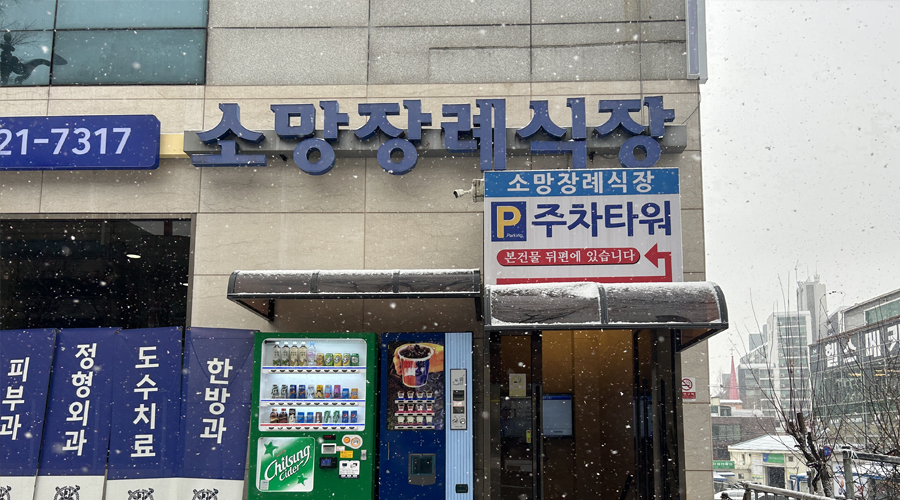 소망장례식장
21-7317
소망장례식장
P 주차타워
Parking
본건물 뒤편에 있습니다
피부과
정형외과
도수치료
한방과
Chilsung
Cider